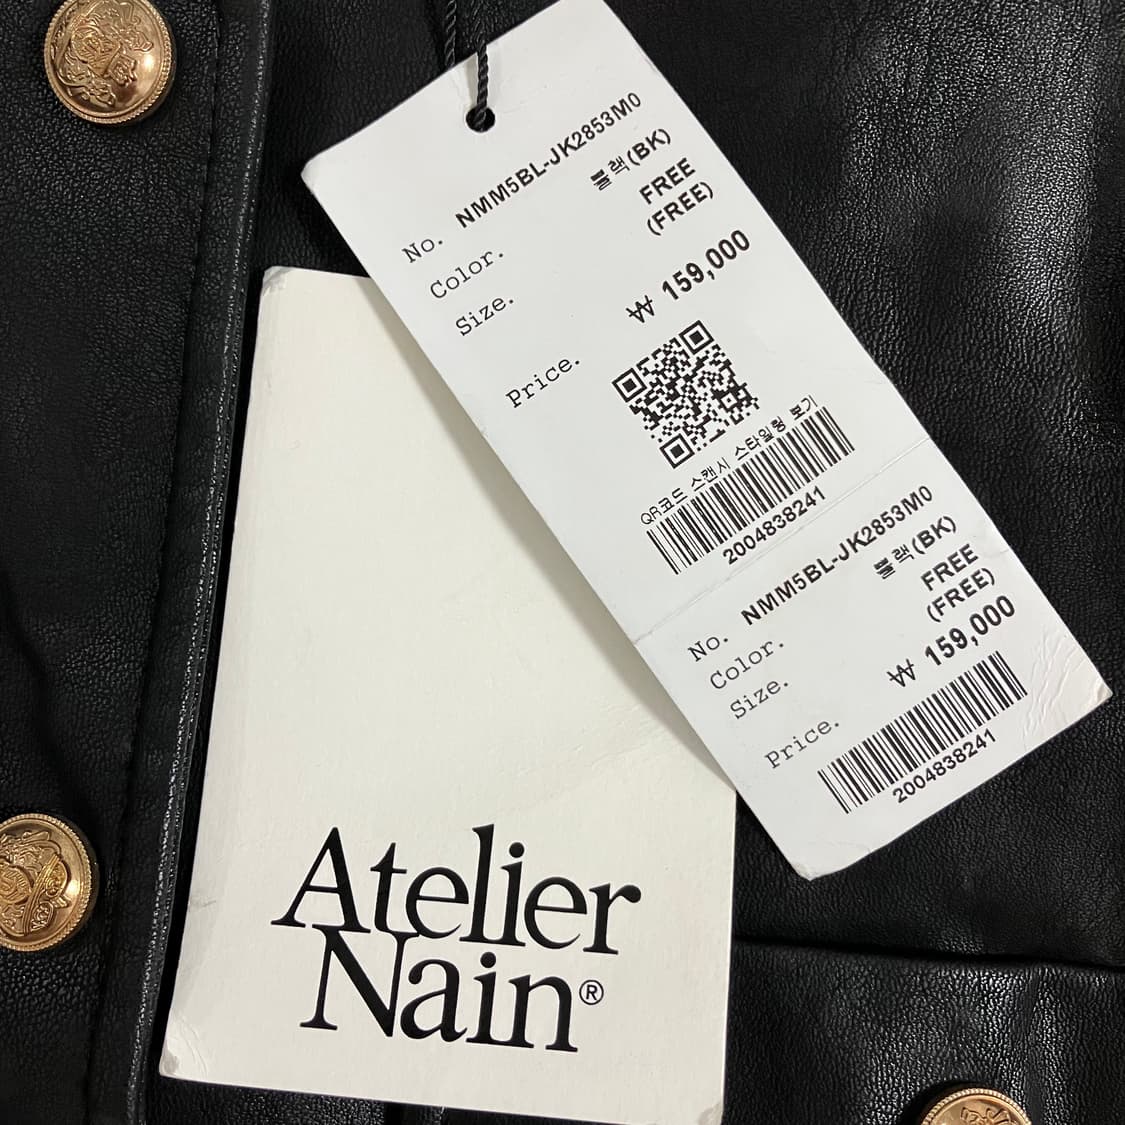 No. NMM5BL-JK2853M0
Color. 블랙(BK)
Size. FREE
(FREE)
Price. ₩ 159,000
QR코드 스캔시 스타일링 보기
2004838241
No. NMM5BL-JK2853M0
Color. 블랙(BK)
Size. FREE
(FREE)
Price. ₩ 159,000
2004838241
Atelier
Nain®